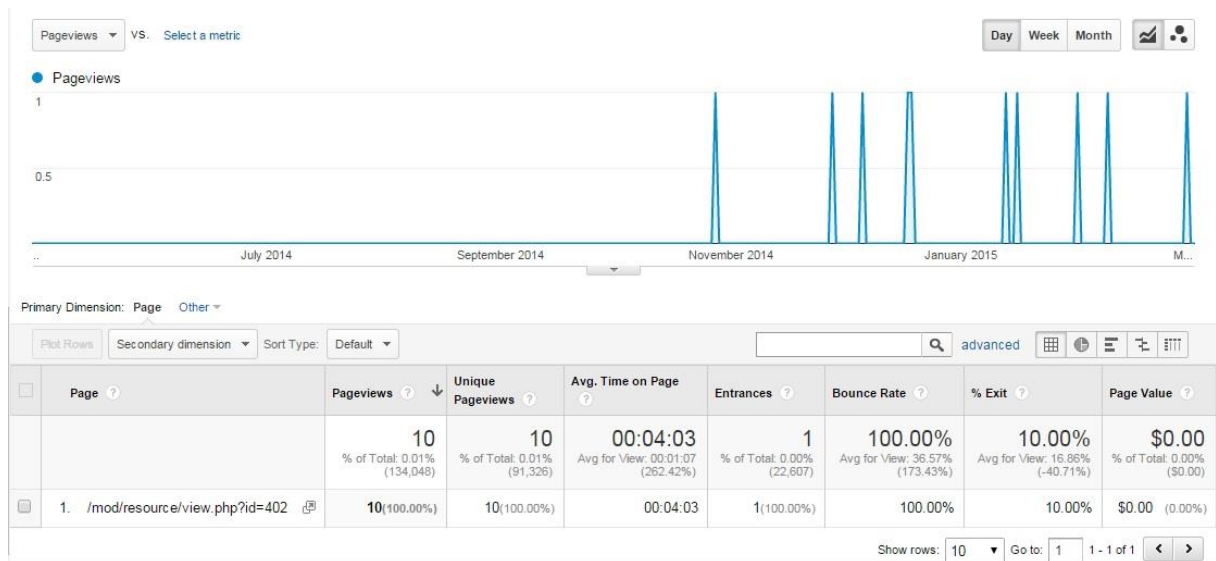 Pageviews VS. Select a metric Day Week Month
Pageviews
1
0.5
.. July 2014 September 2014 November 2014 January 2015 M...
Primary Dimension: Page Other
Plot Rows Secondary dimension Sort Type: Default advanced
Page ? Pageviews ? Unique Pageviews ? Avg. Time on Page ? Entrances ? Bounce Rate ? % Exit ? Page Value ?
10 10 00:04:03 1 100.00% 10.00% $0.00
% of Total: 0.01% % of Total: 0.01% Avg for View: 00:01:07 % of Total: 0.00% Avg for View: 36.57% Avg for View: 16.86% % of Total: 0.00%
(134,048) (91,326) (262.42%) (22,607) (173.43%) (-40.71%) ($0.00)
1. /mod/resource/view.php?id=402 10(100.00%) 10(100.00%) 00:04:03 1(100.00%) 100.00% 10.00% $0.00 (0.00%)
Show rows: 10 Go to: 1 1 - 1 of 1